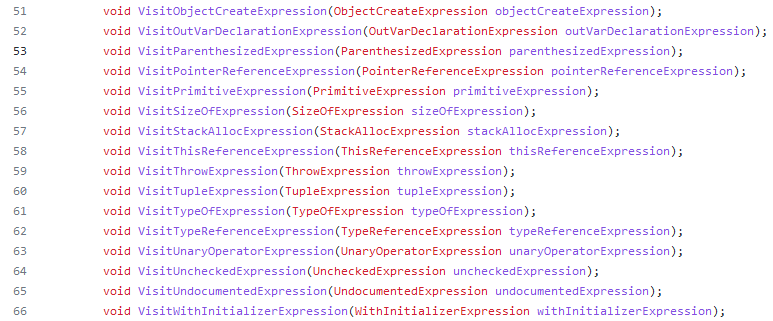 51 void VisitObjectCreateExpression(ObjectCreateExpression objectCreateExpression);
52 void VisitOutVarDeclarationExpression(OutVarDeclarationExpression outVarDeclarationExpression);
53 void VisitParenthesizedExpression(ParenthesizedExpression parenthesizedExpression);
54 void VisitPointerReferenceExpression(PointerReferenceExpression pointerReferenceExpression);
55 void VisitPrimitiveExpression(PrimitiveExpression primitiveExpression);
56 void VisitSizeOfExpression(SizeOfExpression sizeOfExpression);
57 void VisitStackAllocExpression(StackAllocExpression stackAllocExpression);
58 void VisitThisReferenceExpression(ThisReferenceExpression thisReferenceExpression);
59 void VisitThrowExpression(ThrowExpression throwExpression);
60 void VisitTupleExpression(TupleExpression tupleExpression);
61 void VisitTypeOfExpression(TypeOfExpression typeOfExpression);
62 void VisitTypeReferenceExpression(TypeReferenceExpression typeReferenceExpression);
63 void VisitUnaryOperatorExpression(UnaryOperatorExpression unaryOperatorExpression);
64 void VisitUncheckedExpression(UncheckedExpression uncheckedExpression);
65 void VisitUndocumentedExpression(UndocumentedExpression undocumentedExpression);
66 void VisitWithInitializerExpression(WithInitializerExpression withInitializerExpression);